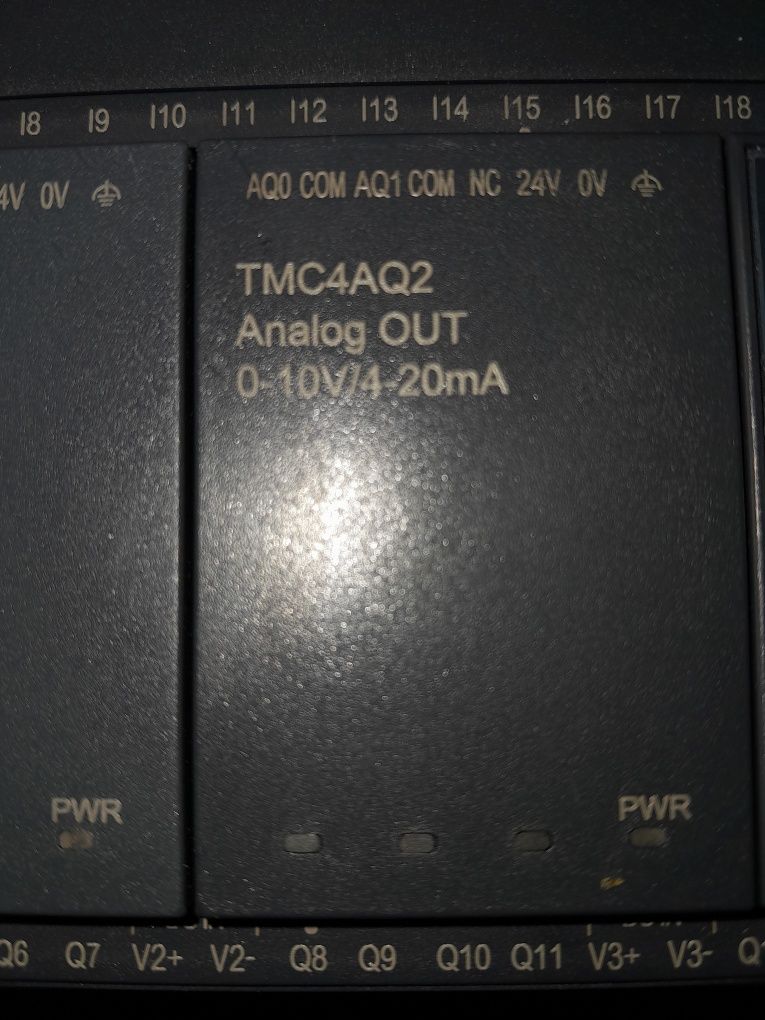 I8 I9 I10 I11 I12 I13 I14 I15 I16 I17 I18
4V 0V
AQ0 COM AQ1 COM NC 24V 0V
TMC4AQ2
Analog OUT
0-10V/4-20mA
PWR
PWR
Q6 Q7 V2+ V2- Q8 Q9 Q10 Q11 V3+ V3-